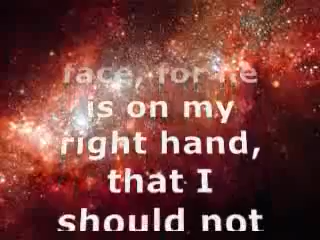 face, for he
is on my
right hand,
that I
should not